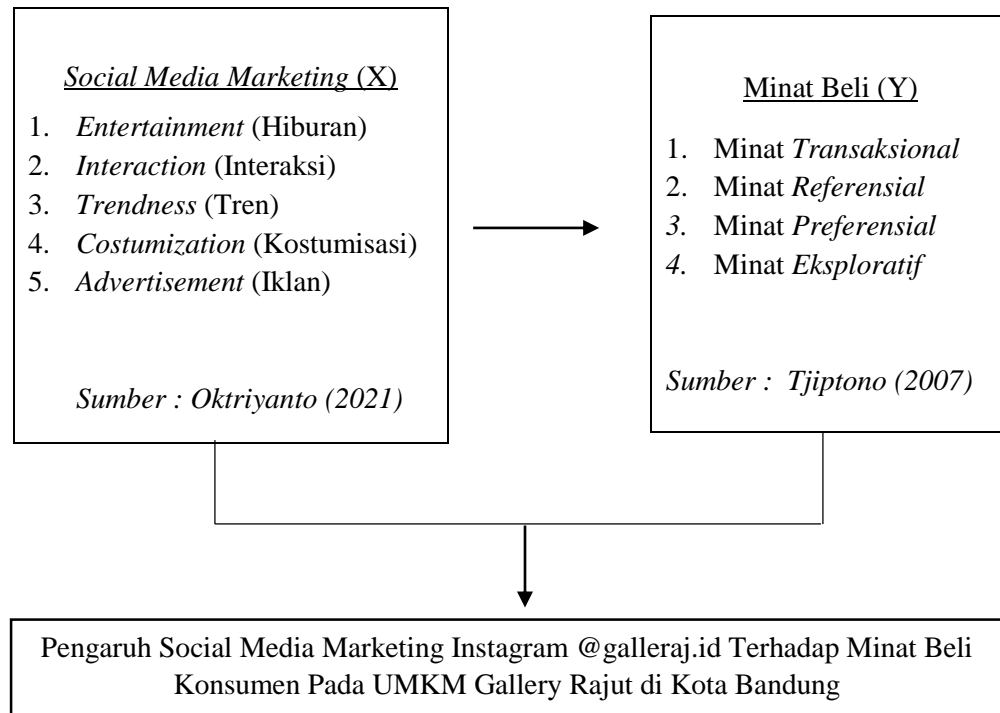 Social Media Marketing (X)
1. Entertainment (Hiburan)
2. Interaction (Interaksi)
3. Trendness (Tren)
4. Costumization (Kostumisasi)
5. Advertisement (Iklan)
Sumber : Oktriyanto (2021)
Minat Beli (Y)
1. Minat Transaksional
2. Minat Referensial
3. Minat Preferensial
4. Minat Eksploratif
Sumber : Tjiptono (2007)
Pengaruh Social Media Marketing Instagram @galleraj.id Terhadap Minat Beli
Konsumen Pada UMKM Gallery Rajut di Kota Bandung